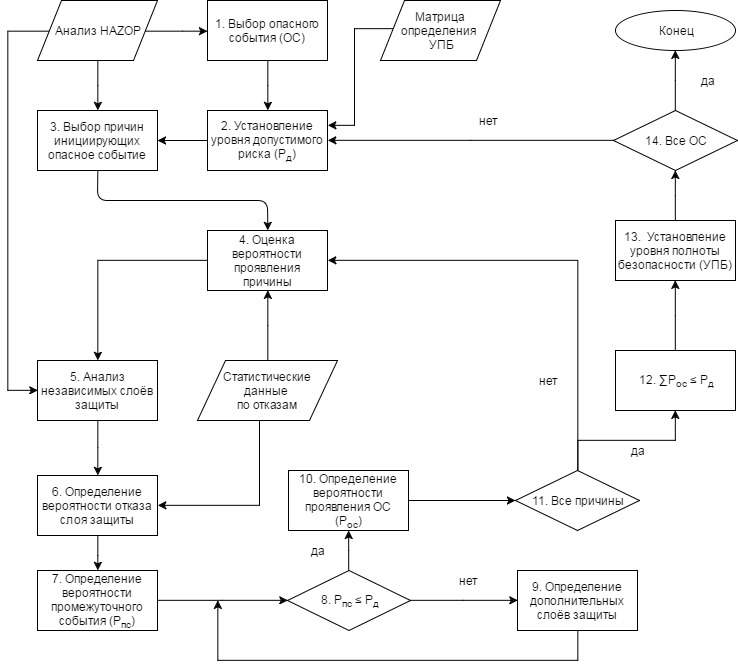 Анализ HAZOP
1. Выбор опасного
события (ОС)
Матрица
определения
УПБ
Конец
да
3. Выбор причин
инициирующих
опасное событие
2. Установление
уровня допустимого
риска (Рд)
нет
14. Все ОС
4. Оценка
вероятности
проявления
причины
13. Установление
уровня полноты
безопасности (УПБ)
5. Анализ
независимых слоёв
защиты
Статистические
данные
по отказам
нет
12. ∑Рос ≤ Рд
да
6. Определение
вероятности отказа
слоя защиты
10. Определение
вероятности
проявления ОС
(Рос)
11. Все причины
да
7. Определение
вероятности
промежуточного
события (Рпс)
8. Рпс ≤ Рд
нет
9. Определение
дополнительных
слоёв защиты